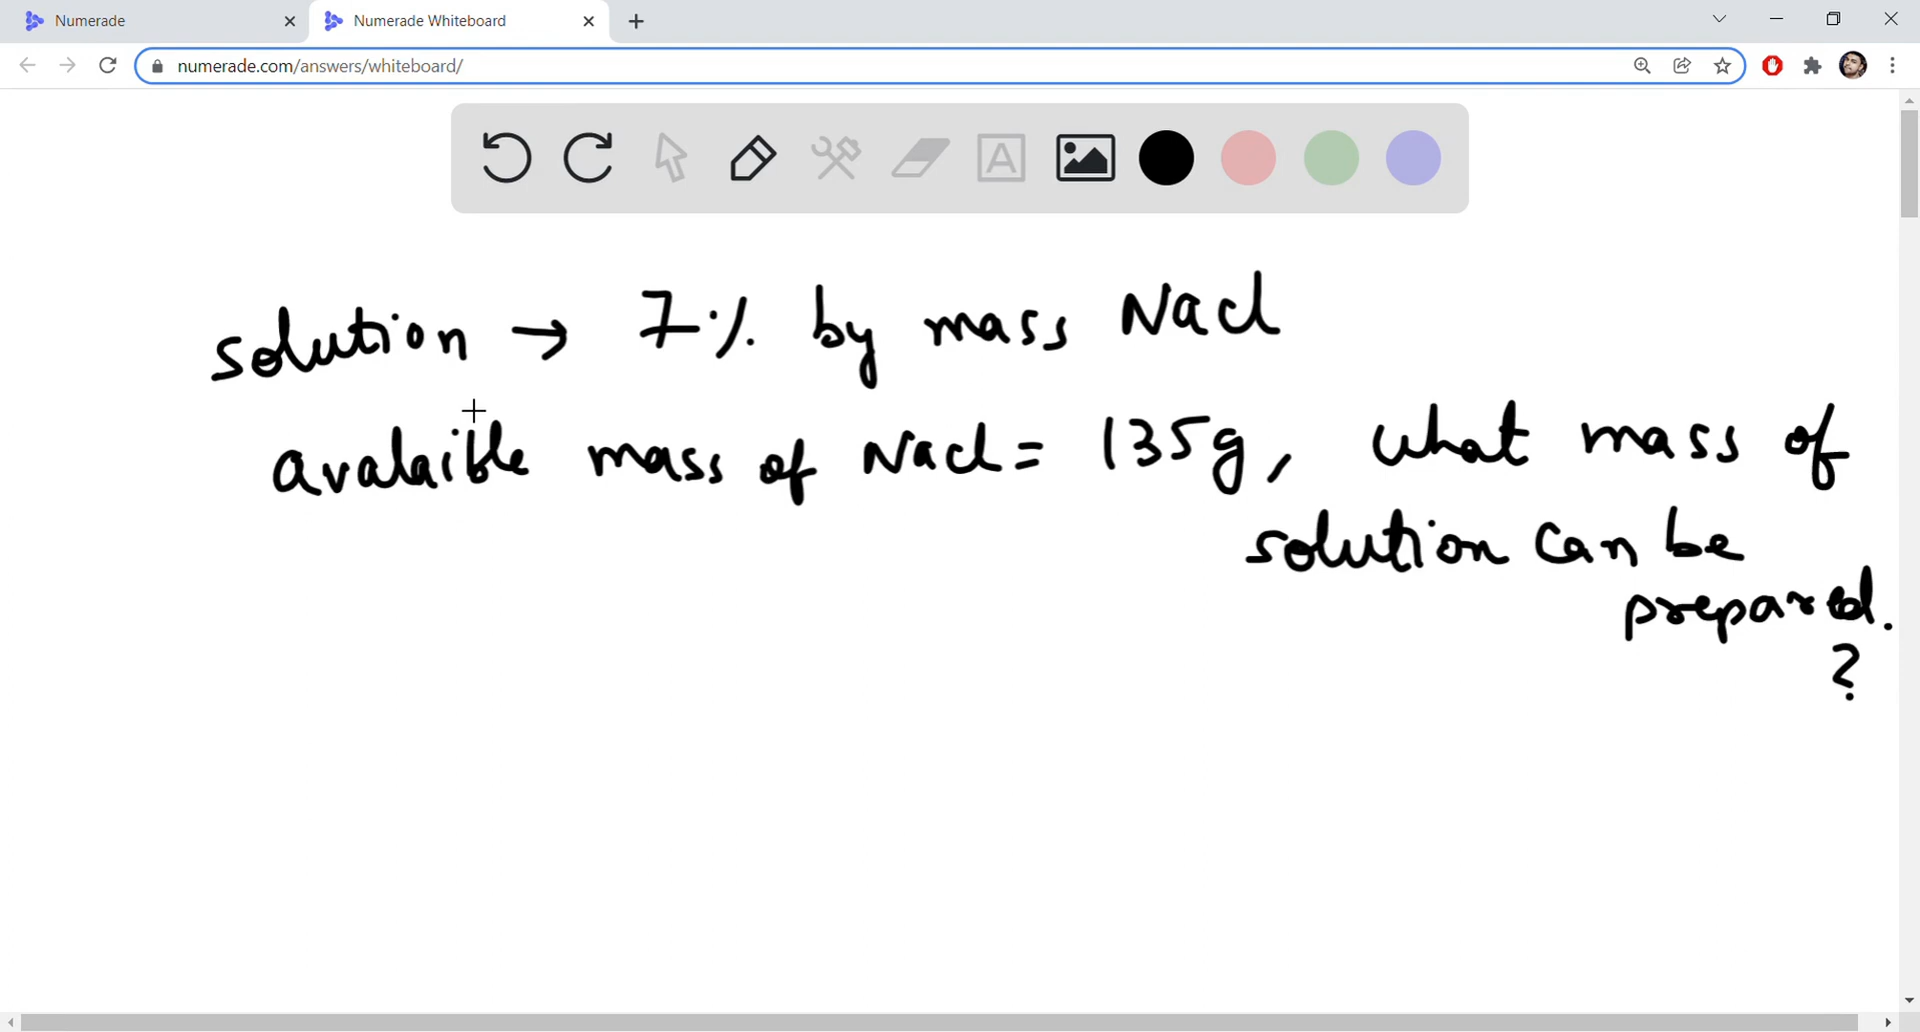 Numerade
Numerade Whiteboard
numerade.com/answers/whiteboard/
A
solution → 7% by mass Nacl
avalaible mass of Nacl = 135g, what mass of
solution can be
prepared.
?